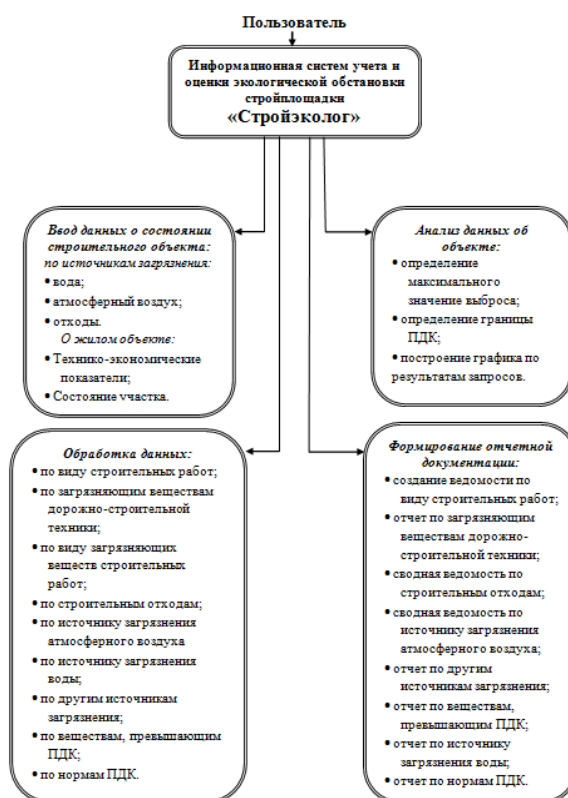 Пользователь
Информационная систем учета и
оценки экологической обстановки
стройплощадки
«Стройэколог»
Ввод данных о состоянии
строительного объекта:
по источникам загрязнения:
• вода;
• атмосферный воздух;
• отходы.
О жилом объекте:
• Технико-экономические
показатели;
• Состояние участка.
Анализ данных об
объекте:
• определение
максимального
значение выброса;
• определение границы
ПДК;
• построение графика по
результатам запросов.
Обработка данных:
• по виду строительных работ;
• по загрязняющим веществам
дорожно-строительной
техники;
• по виду загрязняющих
веществ строительных
работ;
• по строительным отходам;
• по источнику загрязнения
атмосферного воздуха
• по источнику загрязнения
воды;
• по другим источникам
загрязнения;
• по веществам, превышающим
ПДК;
• по нормам ПДК.
Формирование отчетной
документации:
• создание ведомости по
виду строительных работ;
• отчет по загрязняющим
веществам дорожно-
строительной техники;
• сводная ведомость по
строительным отходам;
• сводная ведомость по
источнику загрязнения
атмосферного воздуха;
• отчет по другим
источникам загрязнения;
• отчет по веществам,
превышающим ПДК;
• отчет по источнику
загрязнения воды;
• отчет по нормам ПДК.